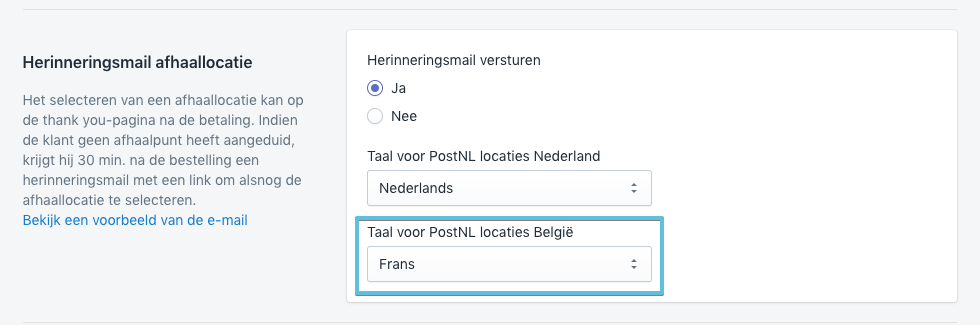 Herinneringsmail afhaallocatie
Het selecteren van een afhaallocatie kan op
de thank you-pagina na de betaling. Indien
de klant geen afhaalpunt heeft aangeduid,
krijgt hij 30 min. na de bestelling een
herinneringsmail met een link om alsnog de
afhaallocatie te selecteren.
Bekijk een voorbeeld van de e-mail
Herinneringsmail versturen
Ja
Nee
Taal voor PostNL locaties Nederland
Nederlands
Taal voor PostNL locaties België
Frans